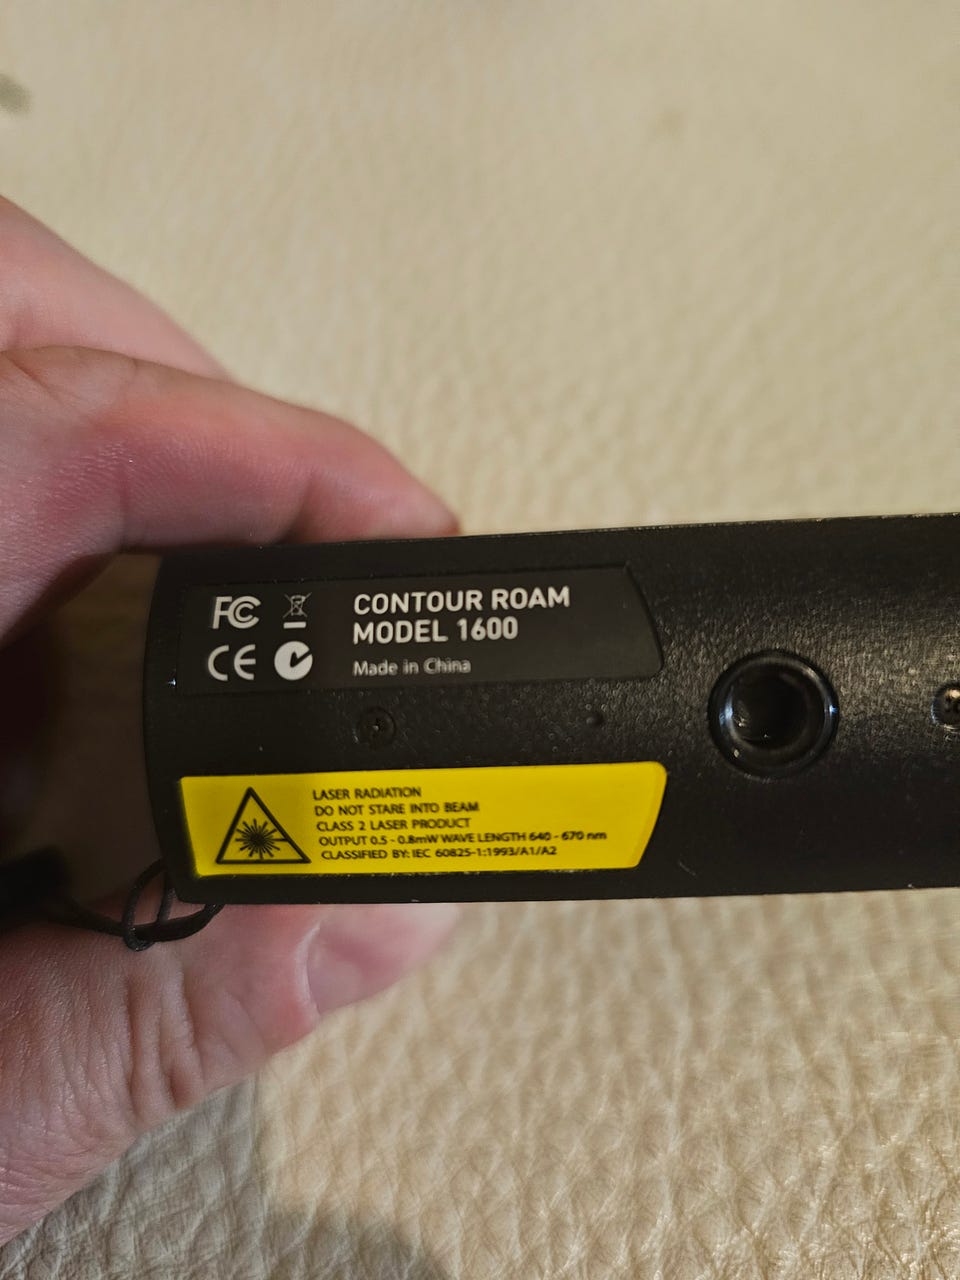 FC
CE
CONTOUR ROAM
MODEL 1600
Made in China
LASER RADIATION
DO NOT STARE INTO BEAM
CLASS 2 LASER PRODUCT
OUTPUT 0.5 - 0.8mW WAVE LENGTH 640 - 670 nm
CLASSIFIED BY: IEC 60825-1:1993/A1/A2